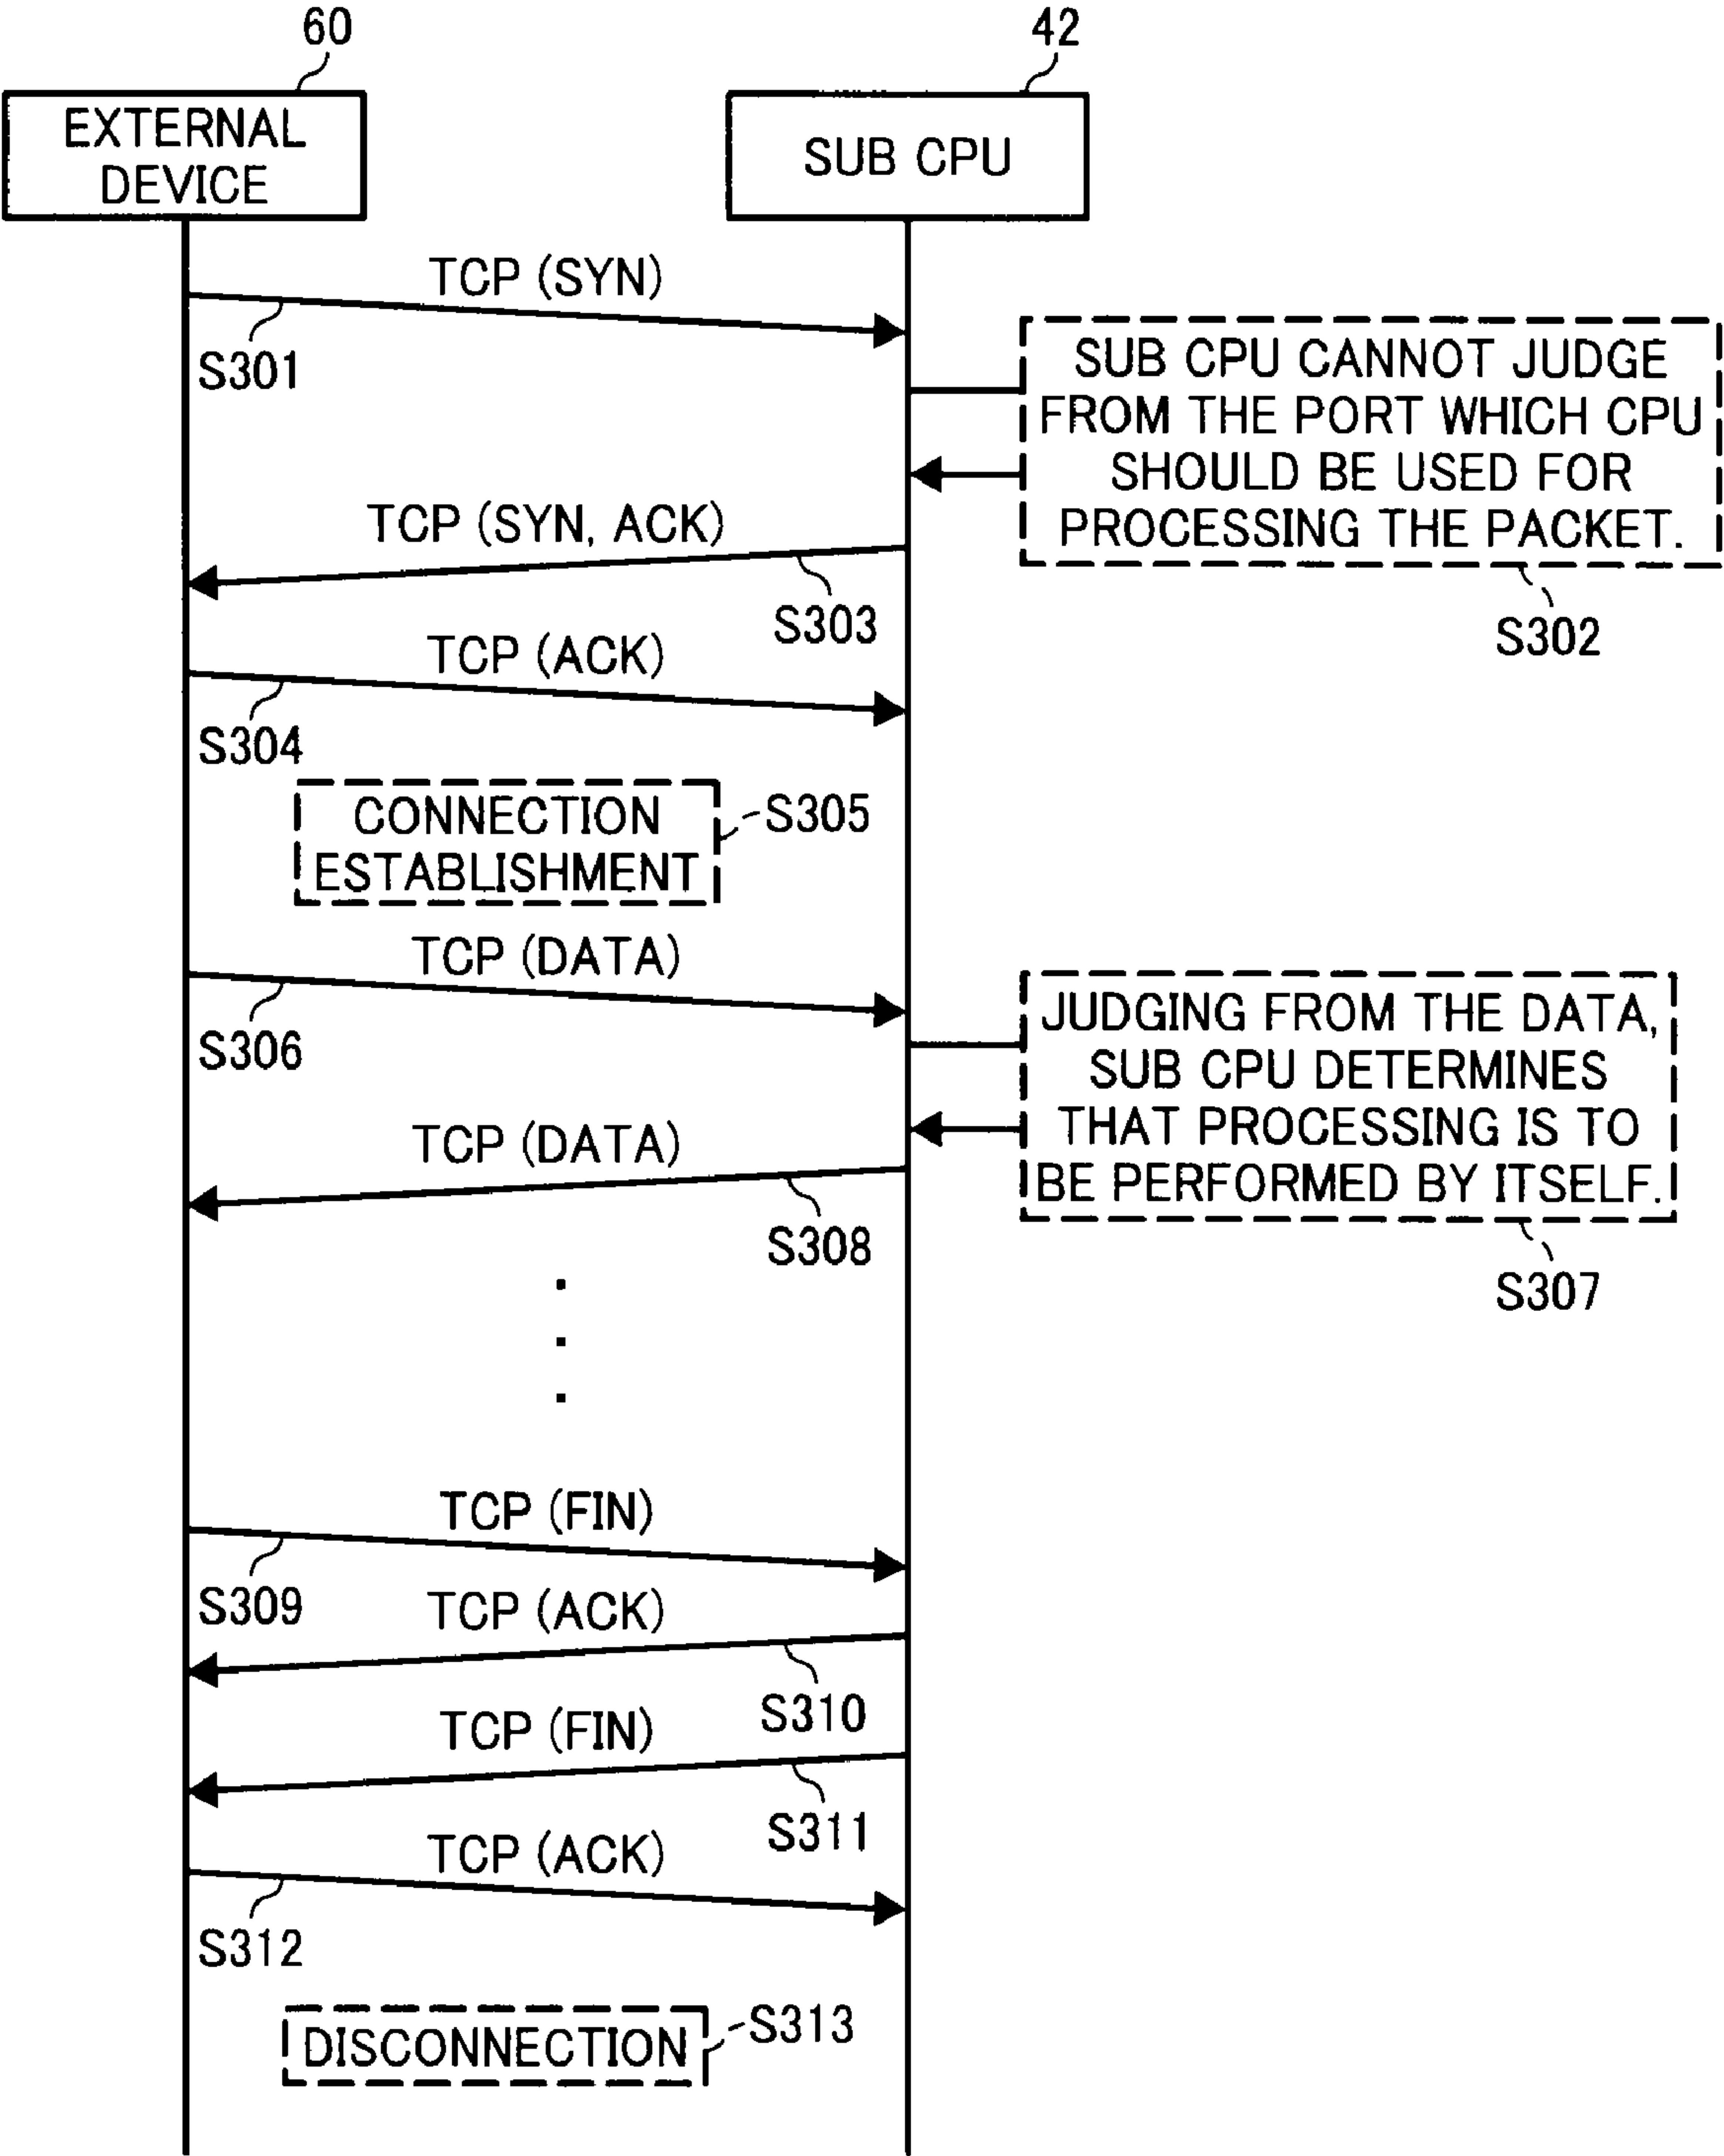 60
42
EXTERNAL
DEVICE
SUB CPU
TCP (SYN)
S301
SUB CPU CANNOT JUDGE
FROM THE PORT WHICH CPU
SHOULD BE USED FOR
PROCESSING THE PACKET.
S302
TCP (SYN, ACK)
S303
TCP (ACK)
S304
CONNECTION
ESTABLISHMENT
S305
TCP (DATA)
S306
JUDGING FROM THE DATA,
SUB CPU DETERMINES
THAT PROCESSING IS TO
BE PERFORMED BY ITSELF.
S307
TCP (DATA)
S308
TCP (FIN)
S309
TCP (ACK)
S310
TCP (FIN)
S311
TCP (ACK)
S312
DISCONNECTION
S313